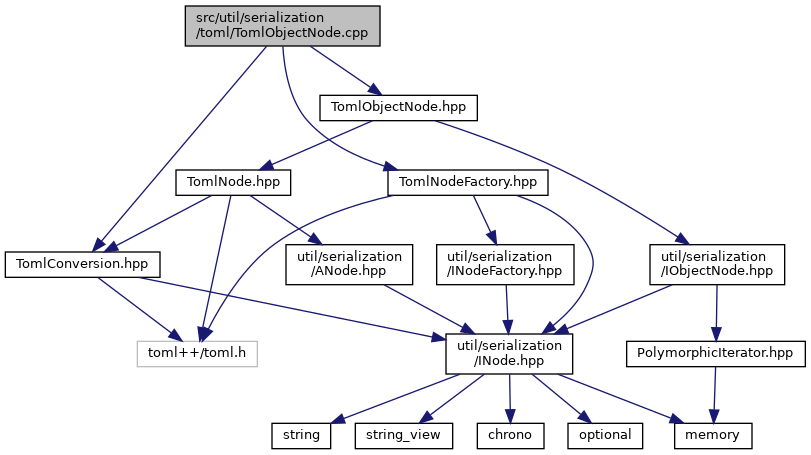 src/util/serialization
/toml/TomlObjectNode.cpp
TomlObjectNode.hpp
TomlNode.hpp
TomlNodeFactory.hpp
TomlConversion.hpp
util/serialization
/ANode.hpp
util/serialization
/INodeFactory.hpp
util/serialization
/IObjectNode.hpp
toml++/toml.h
util/serialization
/INode.hpp
PolymorphicIterator.hpp
string
string_view
chrono
optional
memory